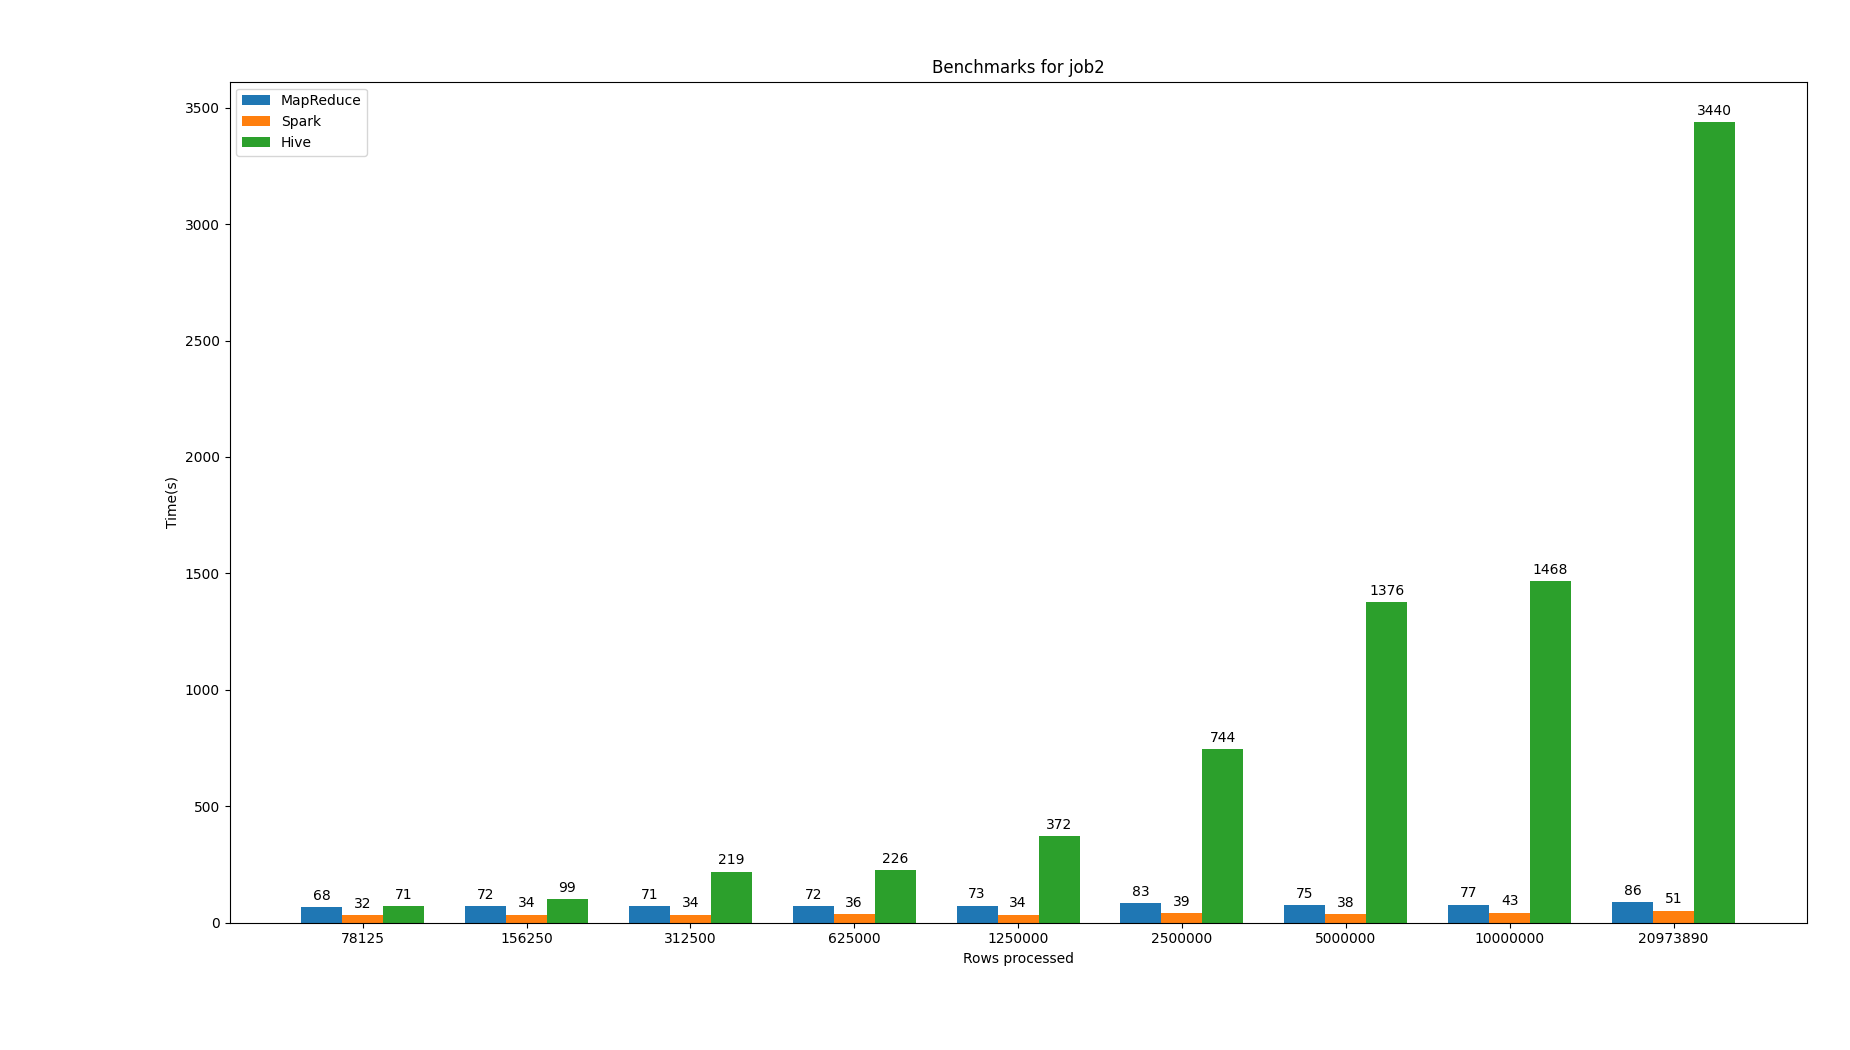 Benchmarks for job2
MapReduce
Spark
Hive
Time(s)
3500
3000
2500
2000
1500
1000
500
0
68 32 71
72 34 99
71 34 219
72 36 226
73 34 372
83 39 744
75 38 1376
77 43 1468
86 51 3440
78125 156250 312500 625000 1250000 2500000 5000000 10000000 20973890
Rows processed